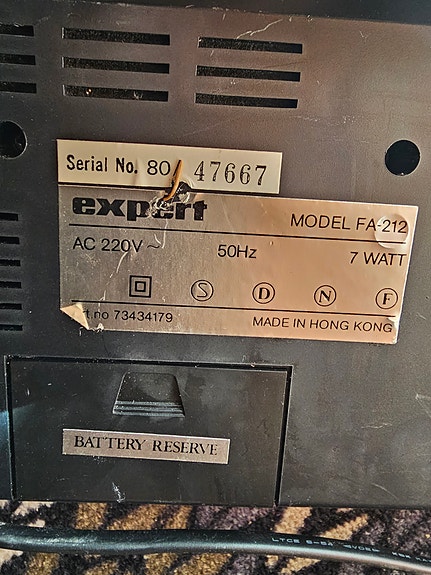 Serial No. 80 47667
expert
MODEL FA-212
AC 220V ~ 50Hz 7 WATT
S D N F
t.no 73434179 MADE IN HONG KONG
BATTERY RESERVE